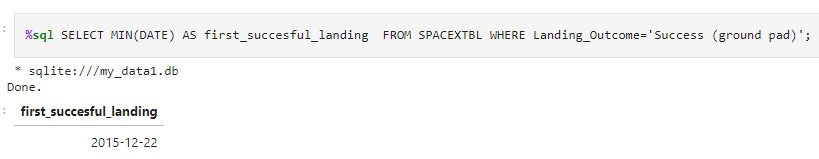 %sql SELECT MIN(DATE) AS first_succesful_landing  FROM SPACEXTBL WHERE Landing_Outcome='Success (ground pad)';
* sqlite:///my_data1.db
Done.
first_succesful_landing
2015-12-22